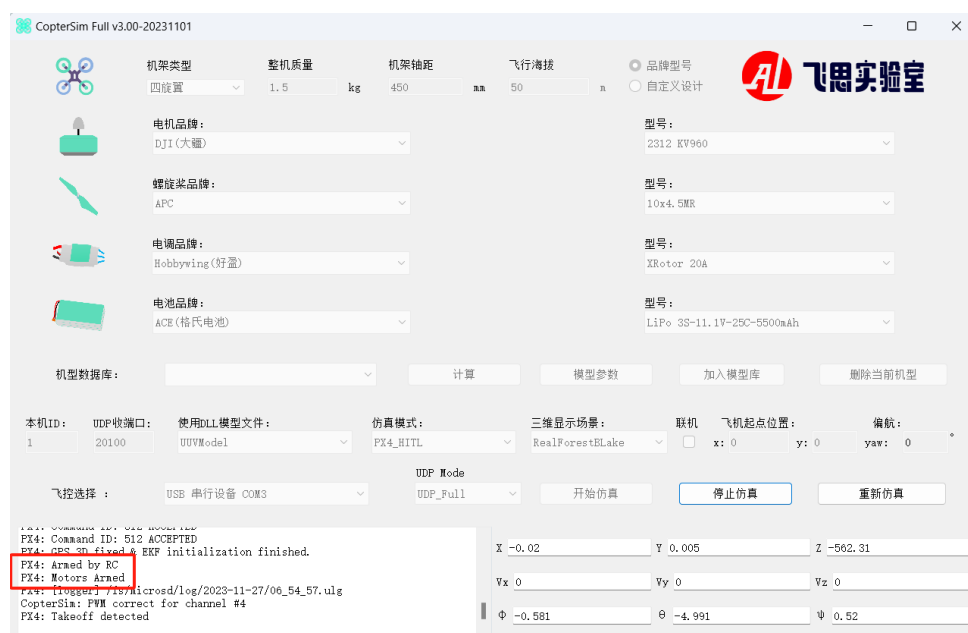 CopterSim Full v3.00-20231101
机架类型 整机质量 机架轴距 飞行海拔 品牌型号
四旋翼 1.5 kg 450 mm 50 m 自定义设计
飞思实验室
电机品牌： 型号：
DJI(大疆) 2312 KV960
螺旋桨品牌： 型号：
APC 10x4.5MR
电调品牌： 型号：
Hobbywing(好盈) XRotor 20A
电池品牌： 型号：
ACE(格氏电池) LiPo 3S-11.1V-25C-5500mAh
机型数据库： 计算 模型参数 加入模型库 删除当前机型
本机ID： UDP收端口： 使用DLL模型文件： 仿真模式： 三维显示场景： 联机 飞机起点位置： 偏航：
1 20100 UUVModel PX4_HITL RealForestBLake x: 0 y: 0 yaw: 0 °
UDP Mode
飞控选择 ： USB 串行设备 COM3 UDP_Full 开始仿真 停止仿真 重新仿真
PX4: Command ID: 512 ACCEPTED
PX4: Command ID: 512 ACCEPTED
PX4: GPS 3D fixed & EKF initialization finished.
PX4: Armed by RC
PX4: Motors Armed
PX4: [logger] /fs/microsd/log/2023-11-27/06_54_57.ulg
CopterSim: PWM correct for channel #4
PX4: Takeoff detected
X -0.02 Y 0.005 Z -562.31
Vx 0 Vy 0 Vz 0
Φ -0.581 θ -4.991 ψ 0.52